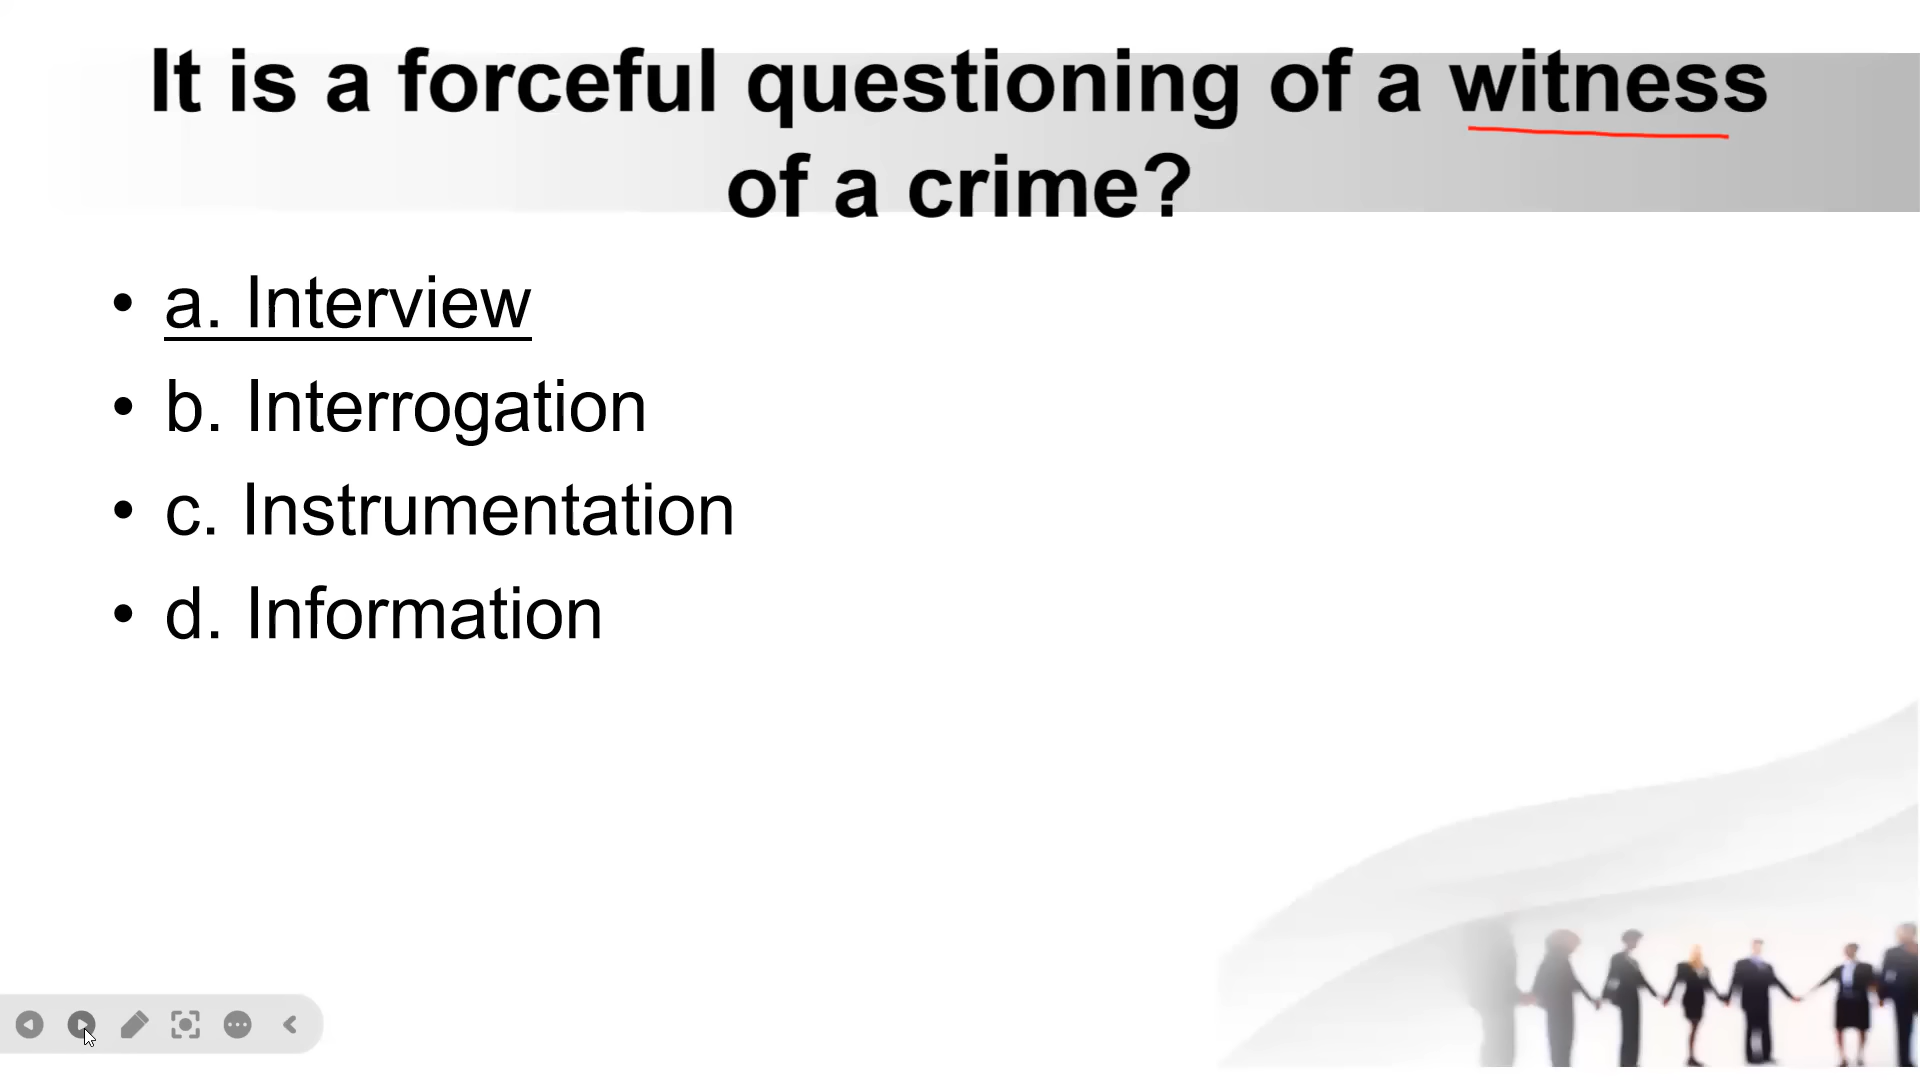 It is a forceful questioning of a witness
of a crime?
• a. Interview
• b. Interrogation
• c. Instrumentation
• d. Information